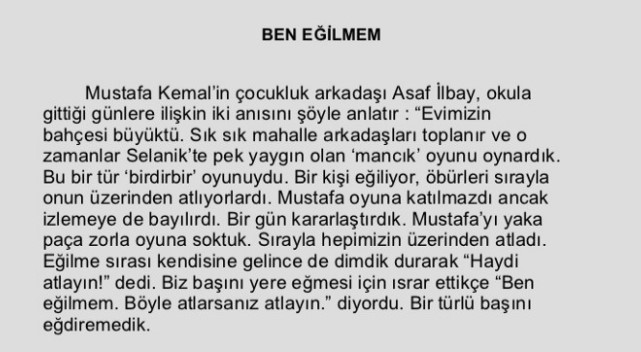 BEN EĞİLMEM
Mustafa Kemal'in çocukluk arkadaşı Asaf İlbay, okula
gittiği günlere ilişkin iki anısını şöyle anlatır : “Evimizin
bahçesi büyüktü. Sık sık mahalle arkadaşları toplanır ve o
zamanlar Selanik'te pek yaygın olan ‘mancık’ oyunu oynardık.
Bu bir tür ‘birdirbir’ oyunuydu. Bir kişi eğiliyor, öbürleri sırayla
onun üzerinden atlıyorlardı. Mustafa oyuna katılmazdı ancak
izlemeye de bayılırdı. Bir gün kararlaştırdık. Mustafa'yı yaka
paça zorla oyuna soktuk. Sırayla hepimizin üzerinden atladı.
Eğilme sırası kendisine gelince de dimdik durarak “Haydi
atlayın!” dedi. Biz başını yere eğmesi için ısrar ettikçe “Ben
eğilmem. Böyle atlarsanız atlayın.” diyordu. Bir türlü başını
eğdiremedik.